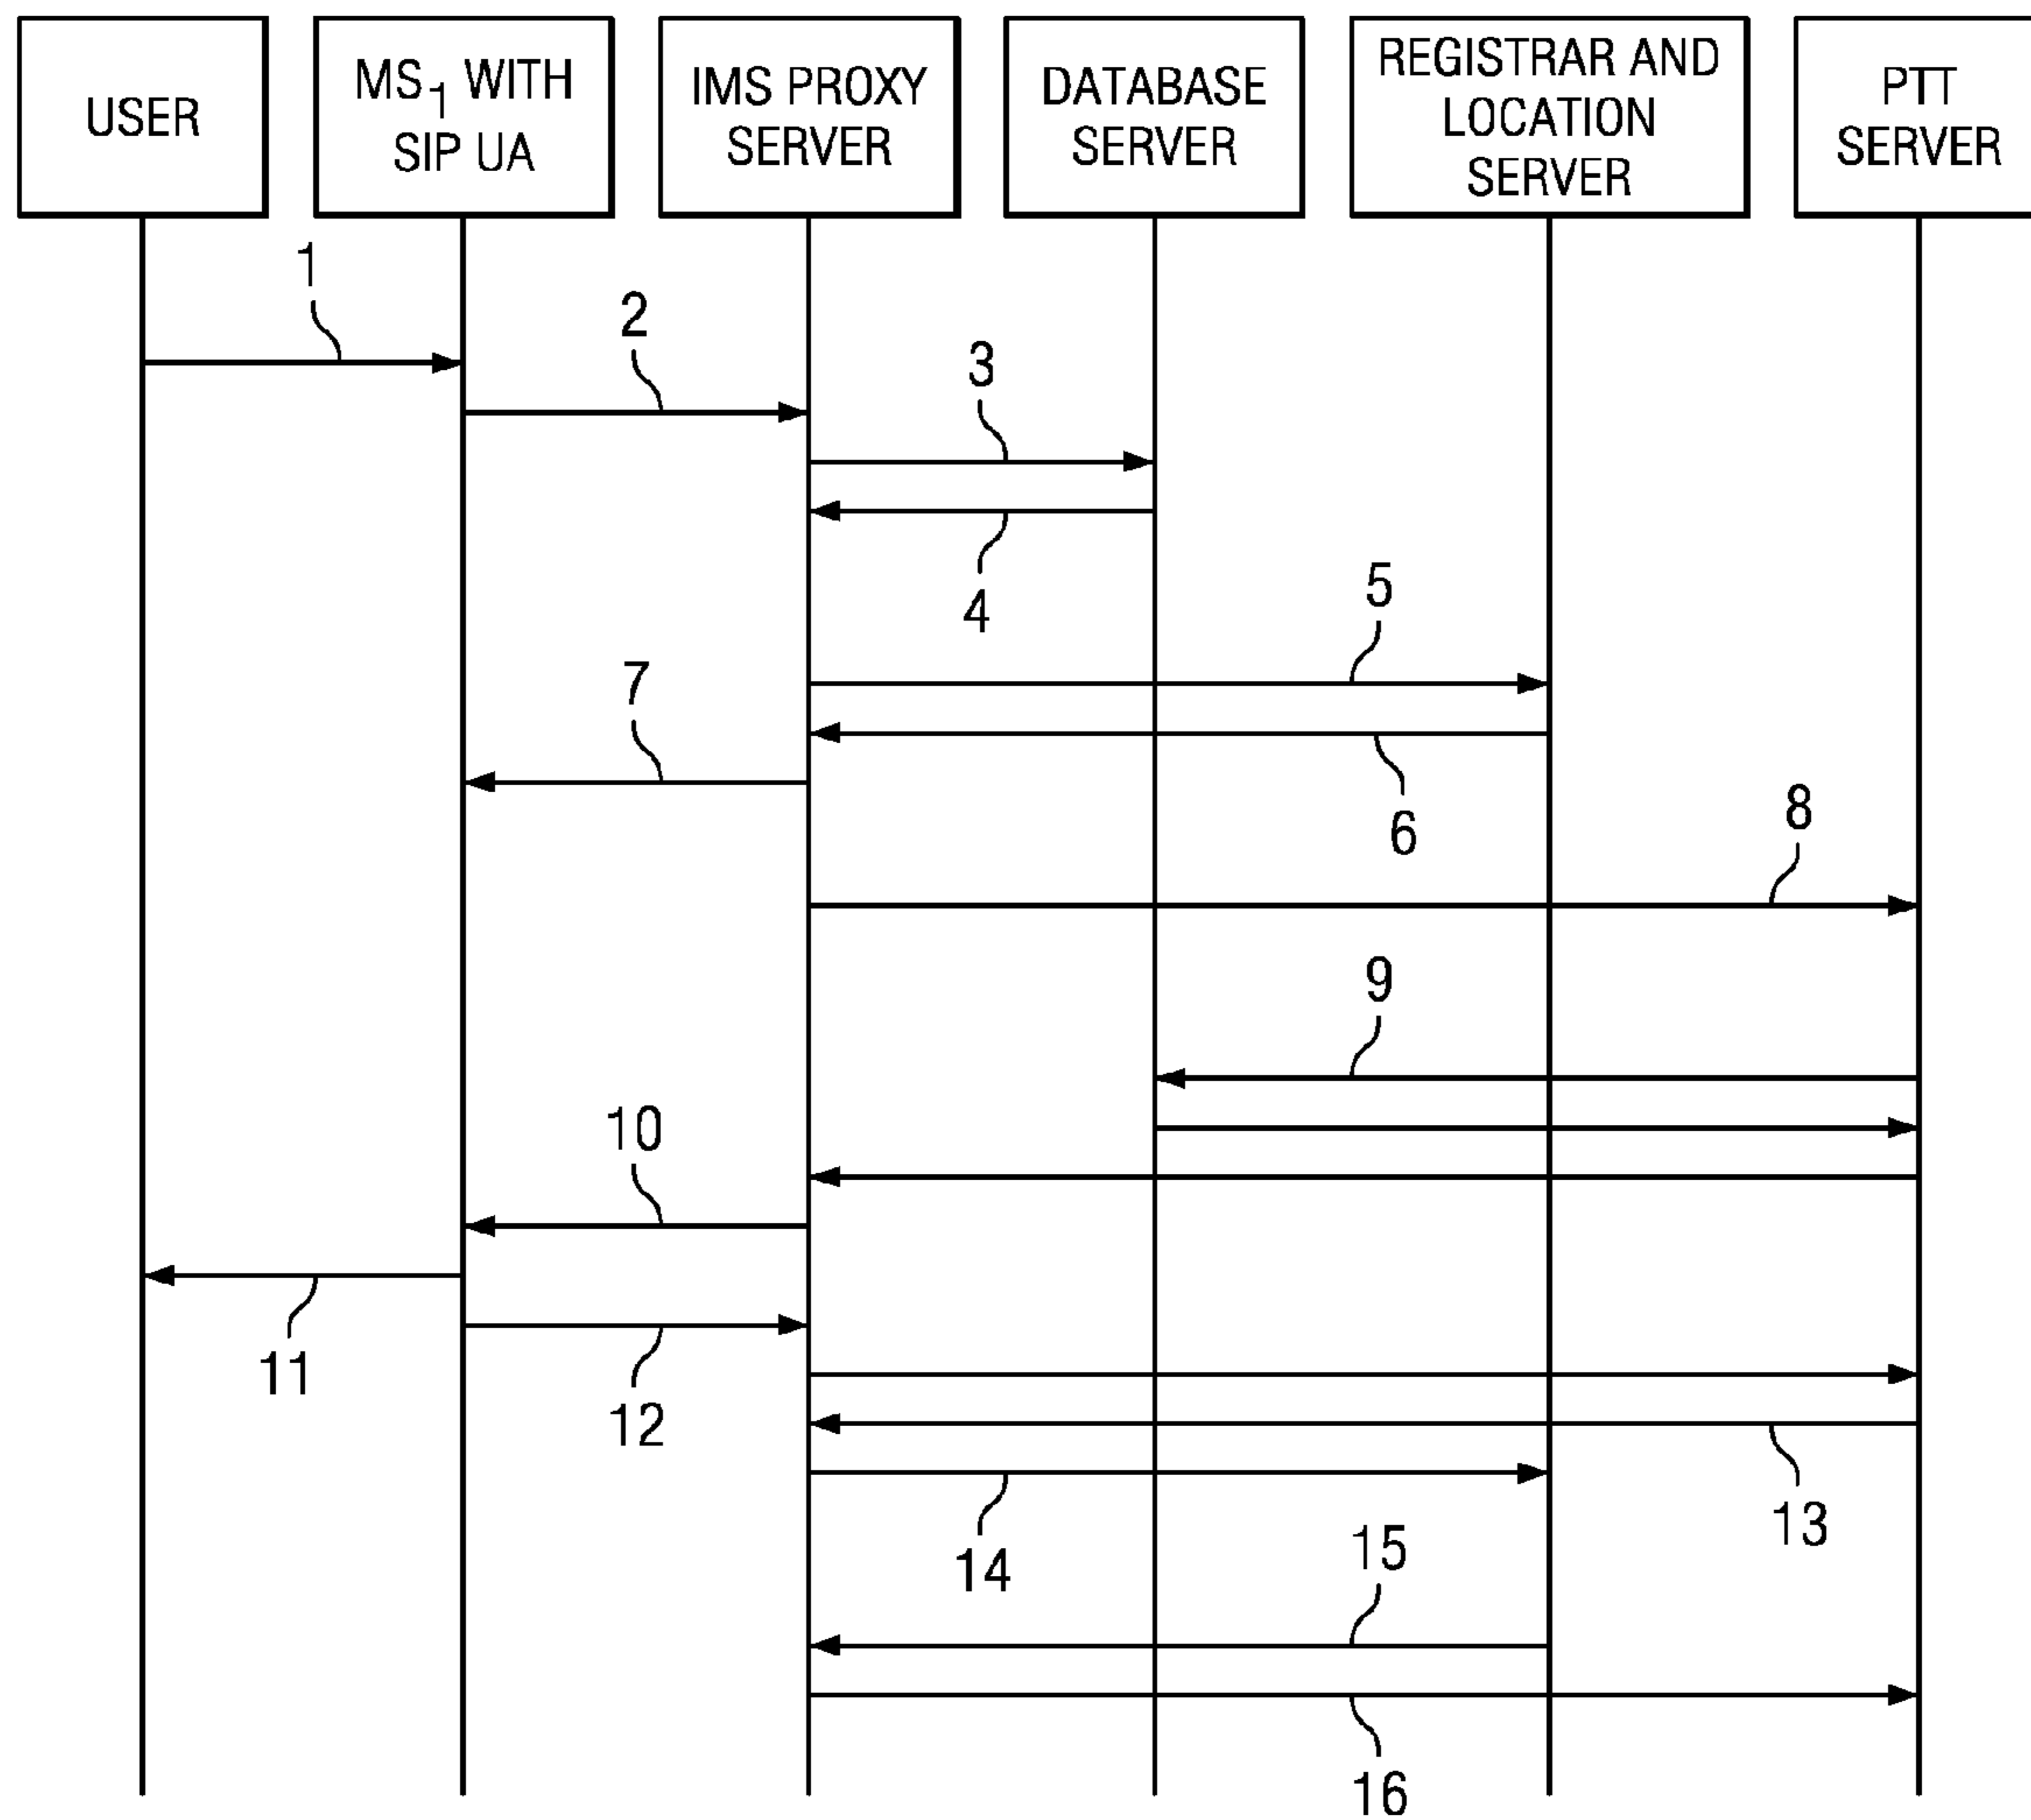 USER
MS1 WITH
SIP UA
IMS PROXY
SERVER
DATABASE
SERVER
REGISTRAR AND
LOCATION
SERVER
PTT
SERVER
1
2
3
4
5
7
6
8
9
10
11
12
13
14
15
16